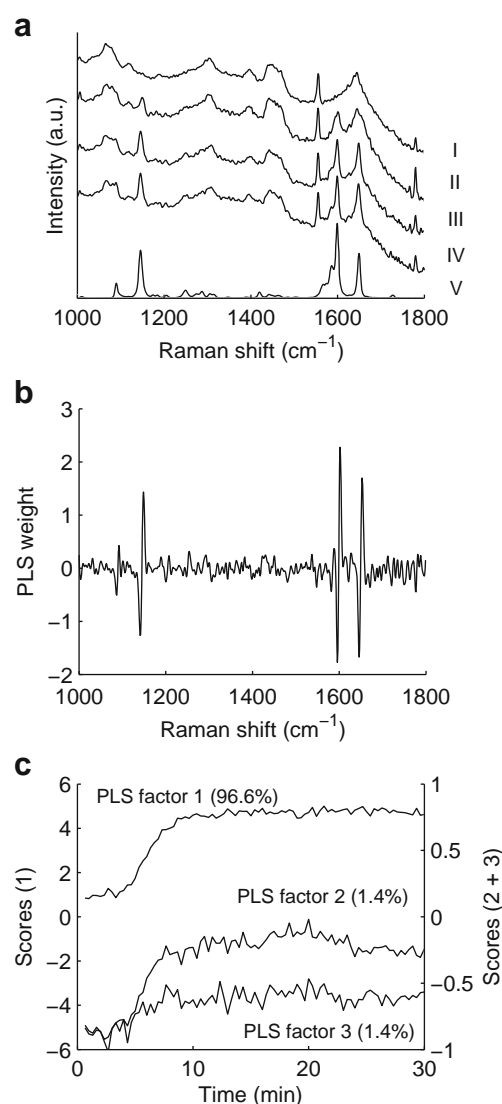 a
Intensity (a.u.)
I
II
III
IV
V
1000 1200 1400 1600 1800
Raman shift (cm⁻¹)
b
3
2
1
0
−1
−2
PLS weight
1000 1200 1400 1600 1800
Raman shift (cm⁻¹)
c
6
4
2
0
−2
−4
−6
Scores (1)
PLS factor 1 (96.6%)
PLS factor 2 (1.4%)
PLS factor 3 (1.4%)
1
0.5
0
−0.5
−1
Scores (2 + 3)
0 10 20 30
Time (min)